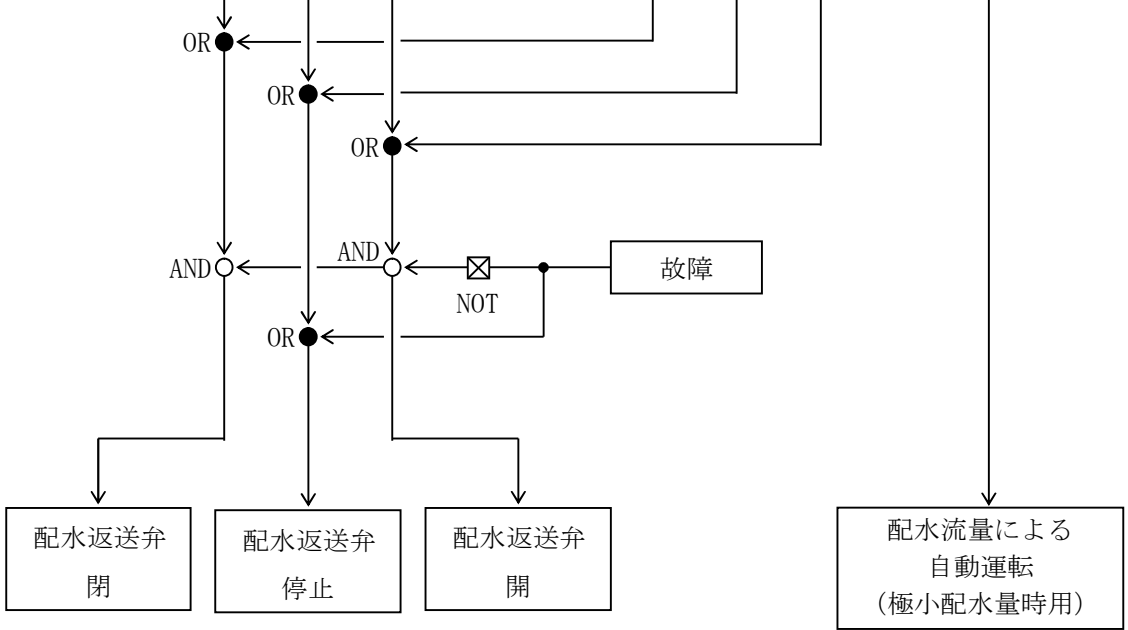 OR
OR
OR
AND
AND
故障
NOT
OR
配水返送弁
閉
配水返送弁
停止
配水返送弁
開
配水流量による
自動運転
（極小配水量時用）